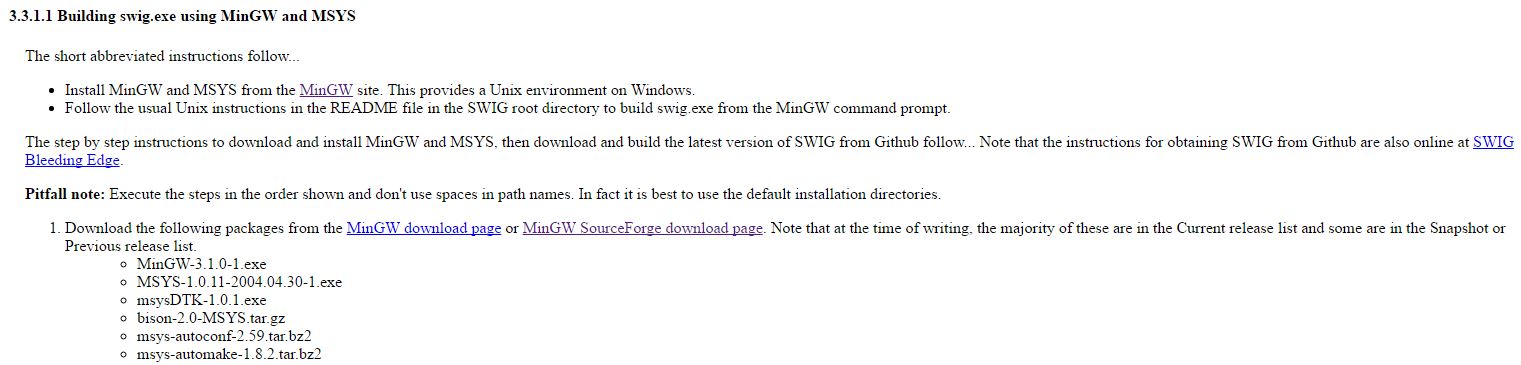 3.3.1.1 Building swig.exe using MinGW and MSYS
The short abbreviated instructions follow...
• Install MinGW and MSYS from the MinGW site. This provides a Unix environment on Windows.
• Follow the usual Unix instructions in the README file in the SWIG root directory to build swig.exe from the MinGW command prompt.
The step by step instructions to download and install MinGW and MSYS, then download and build the latest version of SWIG from Github follow... Note that the instructions for obtaining SWIG from Github are also online at SWIG
Bleeding Edge.
Pitfall note: Execute the steps in the order shown and don't use spaces in path names. In fact it is best to use the default installation directories.
1. Download the following packages from the MinGW download page or MinGW SourceForge download page. Note that at the time of writing, the majority of these are in the Current release list and some are in the Snapshot or
Previous release list.
◦ MinGW-3.1.0-1.exe
◦ MSYS-1.0.11-2004.04.30-1.exe
◦ msysDTK-1.0.1.exe
◦ bison-2.0-MSYS.tar.gz
◦ msys-autoconf-2.59.tar.bz2
◦ msys-automake-1.8.2.tar.bz2